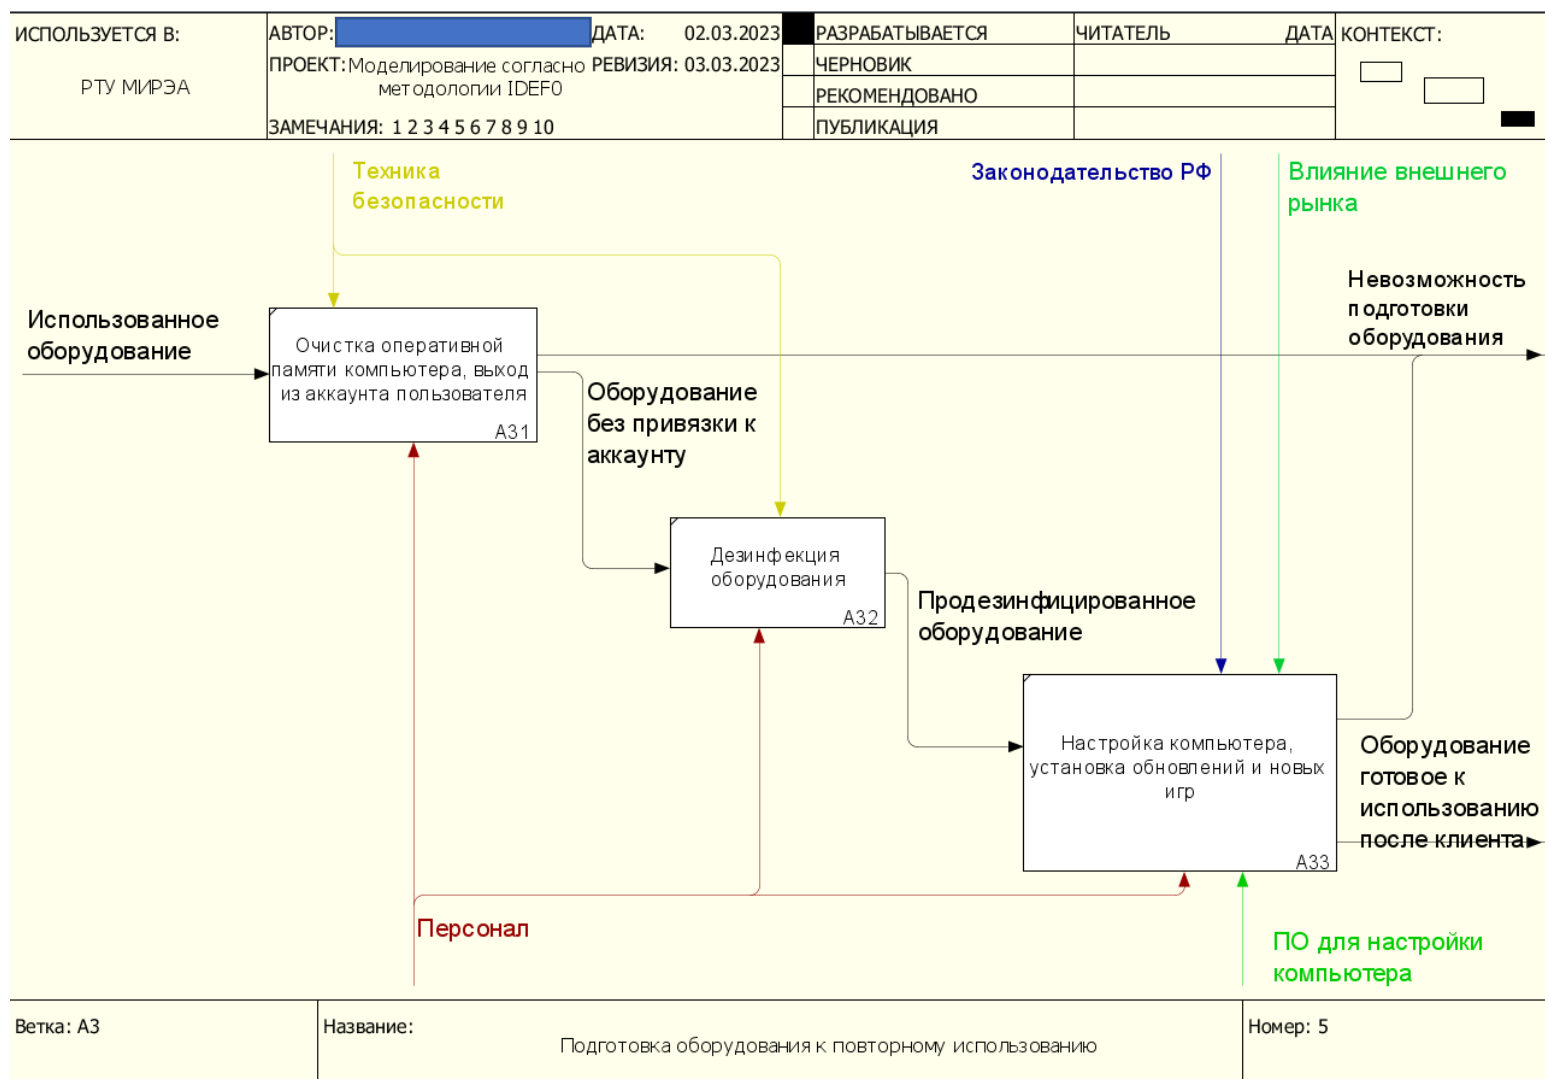 ИСПОЛЬЗУЕТСЯ В:
РТУ МИРЭА
АВТОР:
ДАТА: 02.03.2023
ПРОЕКТ: Моделирование согласно
методологии IDEF0
РЕВИЗИЯ: 03.03.2023
ЗАМЕЧАНИЯ: 1 2 3 4 5 6 7 8 9 10
РАЗРАБАТЫВАЕТСЯ
ЧЕРНОВИК
РЕКОМЕНДОВАНО
ПУБЛИКАЦИЯ
ЧИТАТЕЛЬ
ДАТА
КОНТЕКСТ:
Техника
безопасности
Законодательство РФ
Влияние внешнего
рынка
Невозможность
подготовки
оборудования
Использованное
оборудование
Очистка оперативной
памяти компьютера, выход
из аккаунта пользователя
A31
Оборудование
без привязки к
аккаунту
Дезинфекция
оборудования
A32
Продезинфицированное
оборудование
Настройка компьютера,
установка обновлений и новых
игр
A33
Оборудование
готовое к
использованию
после клиента
Персонал
ПО для настройки
компьютера
Ветка: A3
Название:
Подготовка оборудования к повторному использованию
Номер: 5